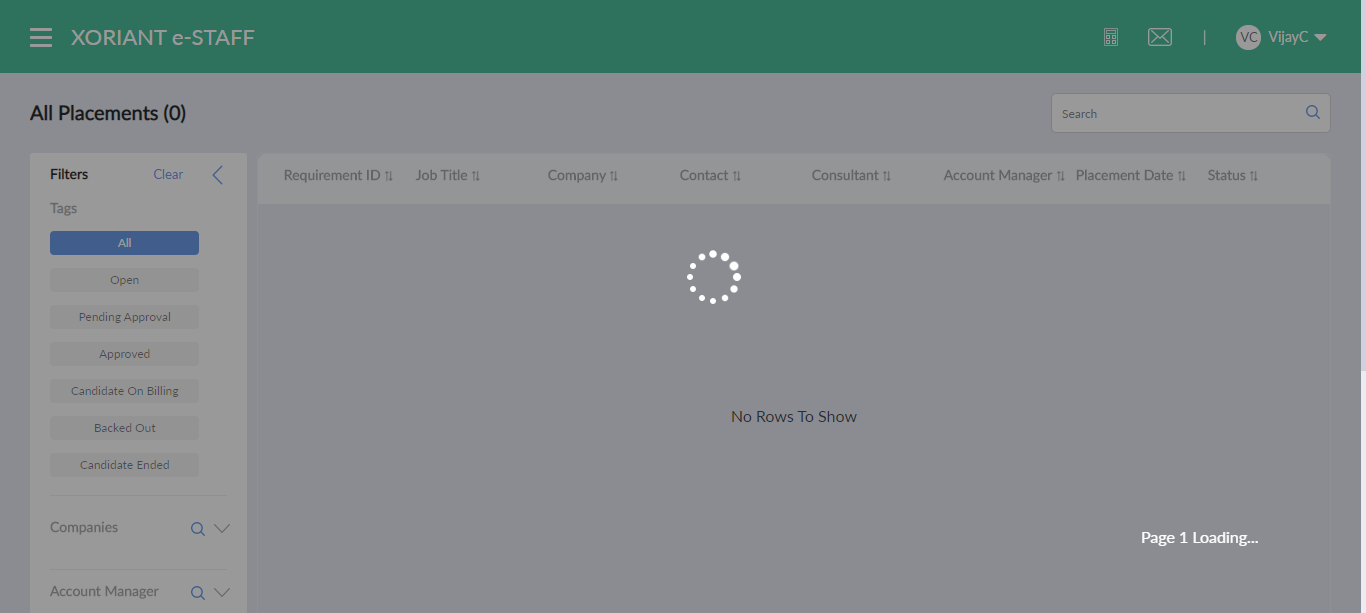 XORIANT e-STAFF
|
VC VijayC
All Placements (0)
Search
Filters Clear
Requirement ID Job Title Company Contact Consultant Account Manager Placement Date Status
Tags
All
Open
Pending Approval
Approved
Candidate On Billing
No Rows To Show
Backed Out
Candidate Ended
Companies
Page 1 Loading...
Account Manager